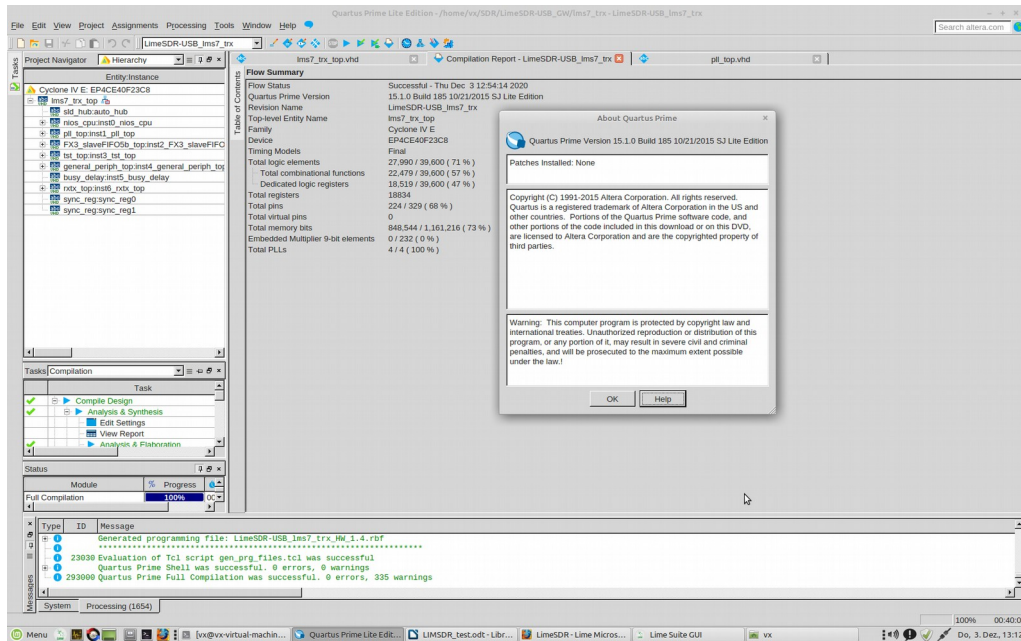 Quartus Prime Lite Edition - /home/vx/SDR/LimeSDR-USB_GW/lms7_trx - LimeSDR-USB_lms7_trx
File Edit View Project Assignments Processing Tools Window Help
Search altera.com
LimeSDR-USB_lms7_trx
Tasks
Project Navigator Hierarchy
Entity:Instance
Cyclone IV E: EP4CE40F23C8
lms7_trx_top
sld_hub:auto_hub
nios_cpu:inst0_nios_cpu
pll_top:inst1_pll_top
FX3_slaveFIFO5b_top:inst2_FX3_slaveFIFO
tst_top:inst3_tst_top
general_periph_top:inst4_general_periph_top
busy_delay:inst5_busy_delay
rxtx_top:inst6_rxtx_top
sync_reg:sync_reg0
sync_reg:sync_reg1
lms7_trx_top.vhd
Compilation Report - LimeSDR-USB_lms7_trx
pll_top.vhd
Table of Contents
Flow Summary
Flow Status Successful - Thu Dec 3 12:54:14 2020
Quartus Prime Version 15.1.0 Build 185 10/21/2015 SJ Lite Edition
Revision Name LimeSDR-USB_lms7_trx
Top-level Entity Name lms7_trx_top
Family Cyclone IV E
Device EP4CE40F23C8
Timing Models Final
Total logic elements 27,990 / 39,600 ( 71 % )
Total combinational functions 22,479 / 39,600 ( 57 % )
Dedicated logic registers 18,519 / 39,600 ( 47 % )
Total registers 18834
Total pins 224 / 329 ( 68 % )
Total virtual pins 0
Total memory bits 848,544 / 1,161,216 ( 73 % )
Embedded Multiplier 9-bit elements 0 / 232 ( 0 % )
Total PLLs 4 / 4 ( 100 % )
About Quartus Prime
Quartus Prime Version 15.1.0 Build 185 10/21/2015 SJ Lite Edition
Patches Installed: None
Copyright (C) 1991-2015 Altera Corporation. All rights reserved.
Quartus is a registered trademark of Altera Corporation in the US and
other countries. Portions of the Quartus Prime software code, and
other portions of the code included in this download or on this DVD,
are licensed to Altera Corporation and are the copyrighted property of
third parties.
Warning: This computer program is protected by copyright law and
international treaties. Unauthorized reproduction or distribution of this
program, or any portion of it, may result in severe civil and criminal
penalties, and will be prosecuted to the maximum extent possible
under the law.!
OK Help
Tasks Compilation
Task
Compile Design
Analysis & Synthesis
Edit Settings
View Report
Analysis & Elaboration
Status
Module % Progress
Full Compilation 100% 00
Messages
Type ID Message
Generated programming file: LimeSDR-USB_lms7_trx_HW_1.4.rbf
************************************************************
23030 Evaluation of Tcl script gen_prg_files.tcl was successful
Quartus Prime Shell was successful. 0 errors, 0 warnings
293000 Quartus Prime Full Compilation was successful. 0 errors, 335 warnings
System Processing (1654)
100% 00:40:0
Menu [vx@vx-virtual-machin... Quartus Prime Lite Edit... LIMSDR_test.odt - Libr... LimeSDR - Lime Micros... Lime Suite GUI vx Do, 3. Dez., 13:1